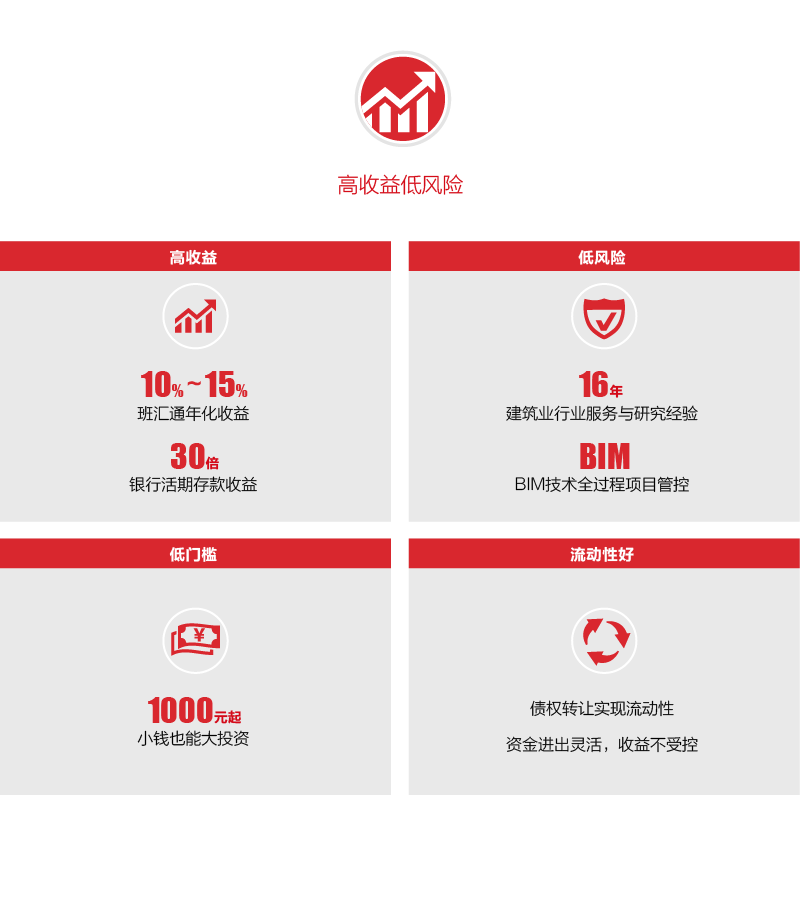 高收益低风险
高收益
10%~15%
班汇通年化收益
30倍
银行活期存款收益
低风险
16年
建筑业行业服务与研究经验
BIM
BIM技术全过程项目管控
低门槛
¥
1000元起
小钱也能大投资
流动性好
债权转让实现流动性
资金进出灵活，收益不受控